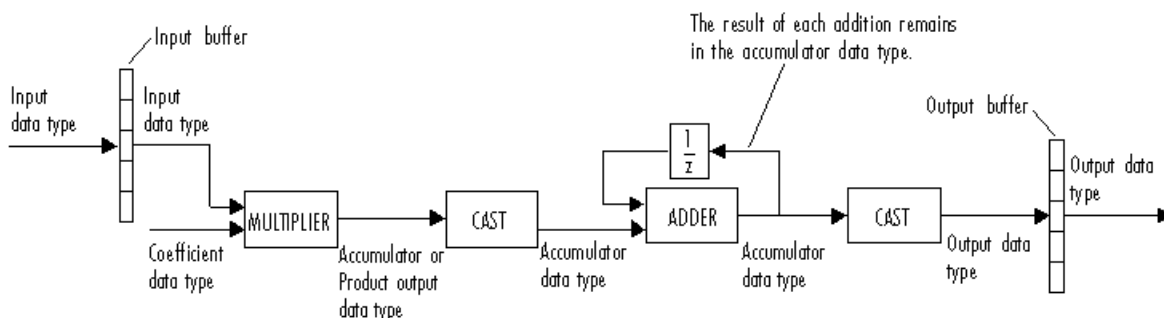 The result of each addition remains
in the accumulator data type.
Input buffer
Input
data type
Input
data type
Output buffer
1
z
Output data
type
MULTIPLIER
CAST
ADDER
CAST
Coefficient
data type
Accumulator or
Product output
data type
Accumulator
data type
Accumulator
data type
Output data
type